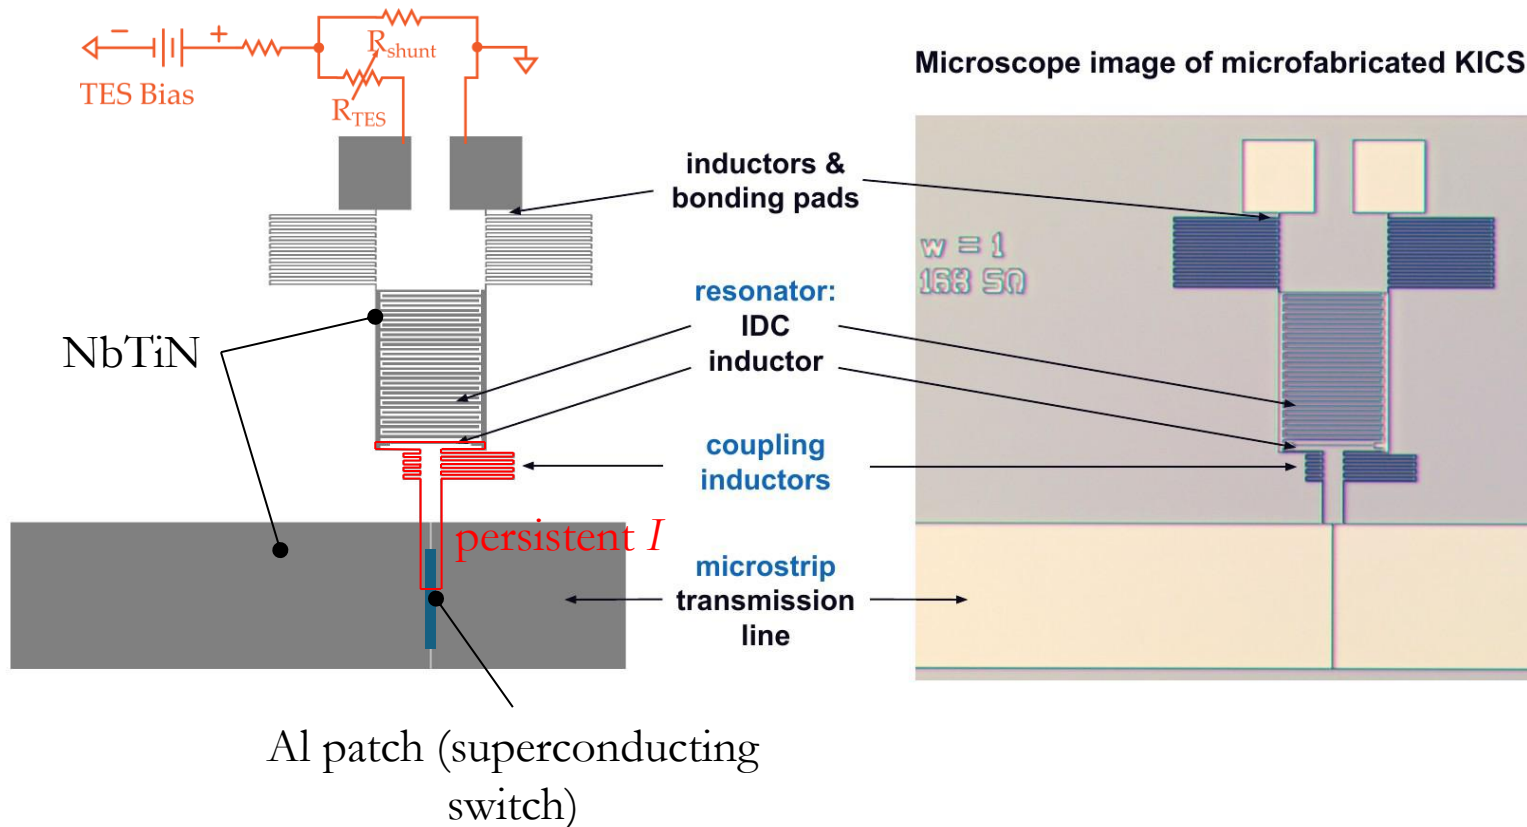 − +
TES Bias
R_shunt
R_TES
Microscope image of microfabricated KICS
inductors &
bonding pads
w = 1
168 5Ω
resonator:
IDC
inductor
NbTiN
coupling
inductors
persistent I
microstrip
transmission
line
Al patch (superconducting
switch)